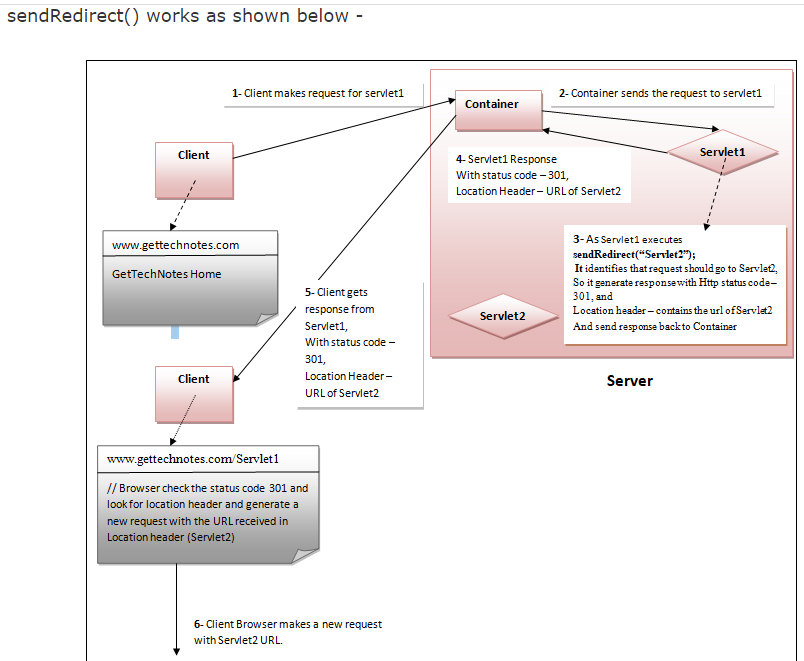 sendRedirect() works as shown below -
1- Client makes request for servlet1
2- Container sends the request to servlet1
Container
Client
Servlet1
4- Servlet1 Response
With status code – 301,
Location Header – URL of Servlet2
www.gettechnotes.com
GetTechNotes Home
3- As Servlet1 executes
sendRedirect(“Servlet2”);
It identifies that request should go to Servlet2,
So it generate response with Http status code–
301, and
Location header – contains the url of Servlet2
And send response back to Container
5- Client gets
response from
Servlet1,
With status code –
301,
Location Header –
URL of Servlet2
Servlet2
Server
Client
www.gettechnotes.com/Servlet1
// Browser check the status code 301 and
look for location header and generate a
new request with the URL received in
Location header (Servlet2)
6- Client Browser makes a new request
with Servlet2 URL.